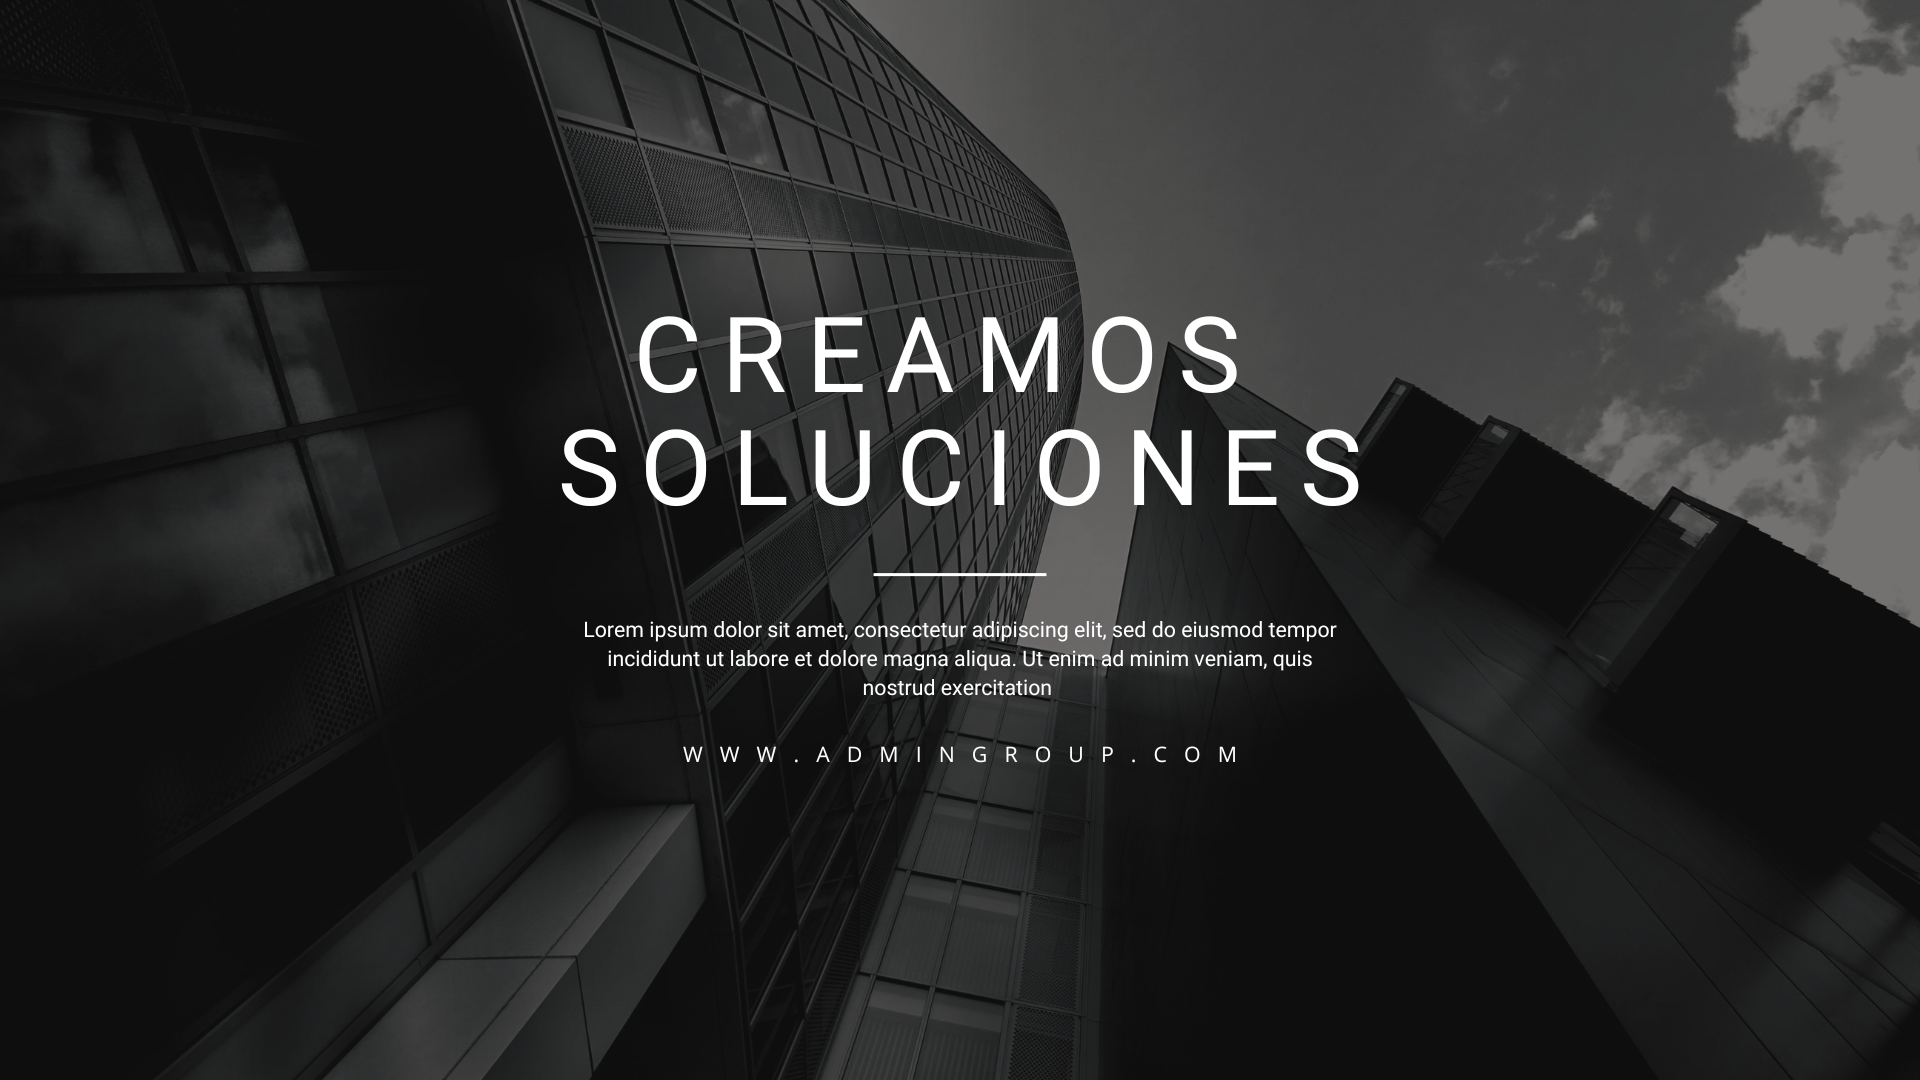 CREAMOS
SOLUCIONES
Lorem ipsum dolor sit amet, consectetur adipiscing elit, sed do eiusmod tempor
incididunt ut labore et dolore magna aliqua. Ut enim ad minim veniam, quis
nostrud exercitation
WWW.ADMINGROUP.COM